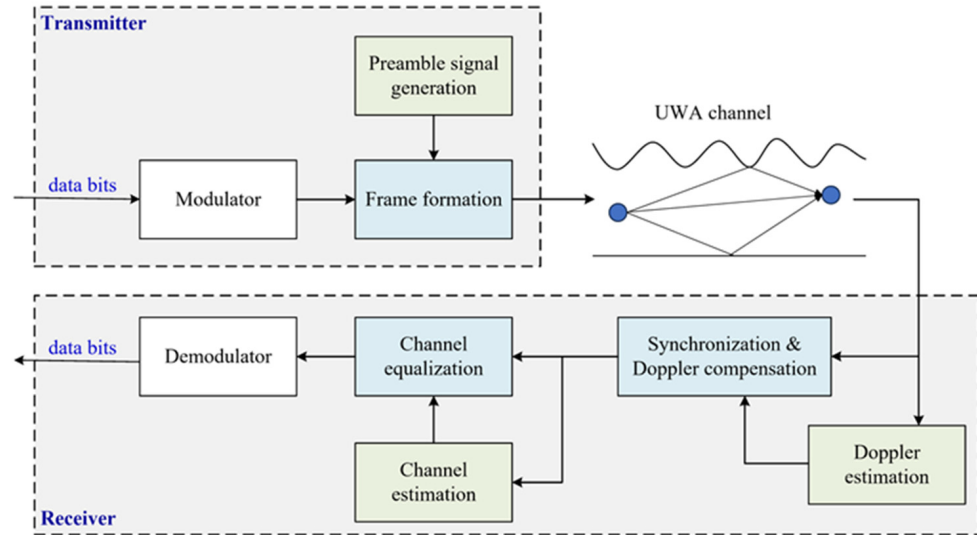 Transmitter
Preamble signal
generation
UWA channel
data bits
Modulator
Frame formation
data bits
Demodulator
Channel
equalization
Synchronization &
Doppler compensation
Channel
estimation
Doppler
estimation
Receiver